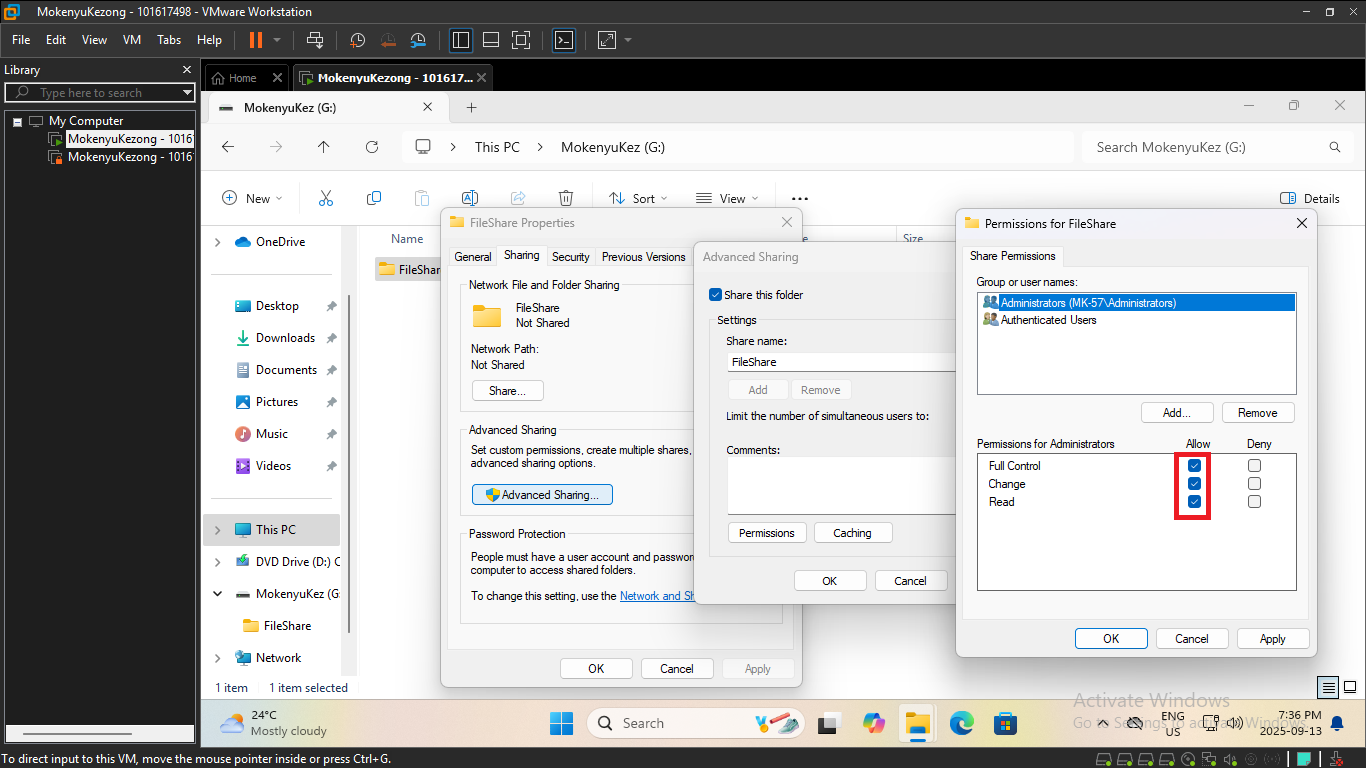 MokenyuKezong - 101617498 - VMware Workstation
File Edit View VM Tabs Help
Library
Type here to search
My Computer
MokenyuKezong - 1016
MokenyuKezong - 1016
Home
MokenyuKezong - 101617...
MokenyuKez (G:)
This PC
MokenyuKez (G:)
Search MokenyuKez (G:)
New
Sort
View
Details
OneDrive
Desktop
Downloads
Documents
Pictures
Music
Videos
This PC
DVD Drive (D:) C
MokenyuKez (G:
FileShare
Network
Name
Size
FileShar
1 item
1 item selected
FileShare Properties
General
Sharing
Security
Previous Versions
Network File and Folder Sharing
FileShare
Not Shared
Network Path:
Not Shared
Share...
Advanced Sharing
Set custom permissions, create multiple shares,
advanced sharing options.
Advanced Sharing...
Password Protection
People must have a user account and passwor
computer to access shared folders.
To change this setting, use the Network and Sh
OK
Cancel
Apply
Advanced Sharing
Share this folder
Settings
Share name:
FileShare
Add
Remove
Limit the number of simultaneous users to:
Comments:
Permissions
Caching
OK
Cancel
Permissions for FileShare
Share Permissions
Group or user names:
Administrators (MK-57\Administrators)
Authenticated Users
Add...
Remove
Permissions for Administrators
Allow
Deny
Full Control
Change
Read
OK
Cancel
Apply
Activate Windows
Go to Settings to activate Windows.
24°C
Mostly cloudy
Search
ENG
US
7:36 PM
2025-09-13
To direct input to this VM, move the mouse pointer inside or press Ctrl+G.